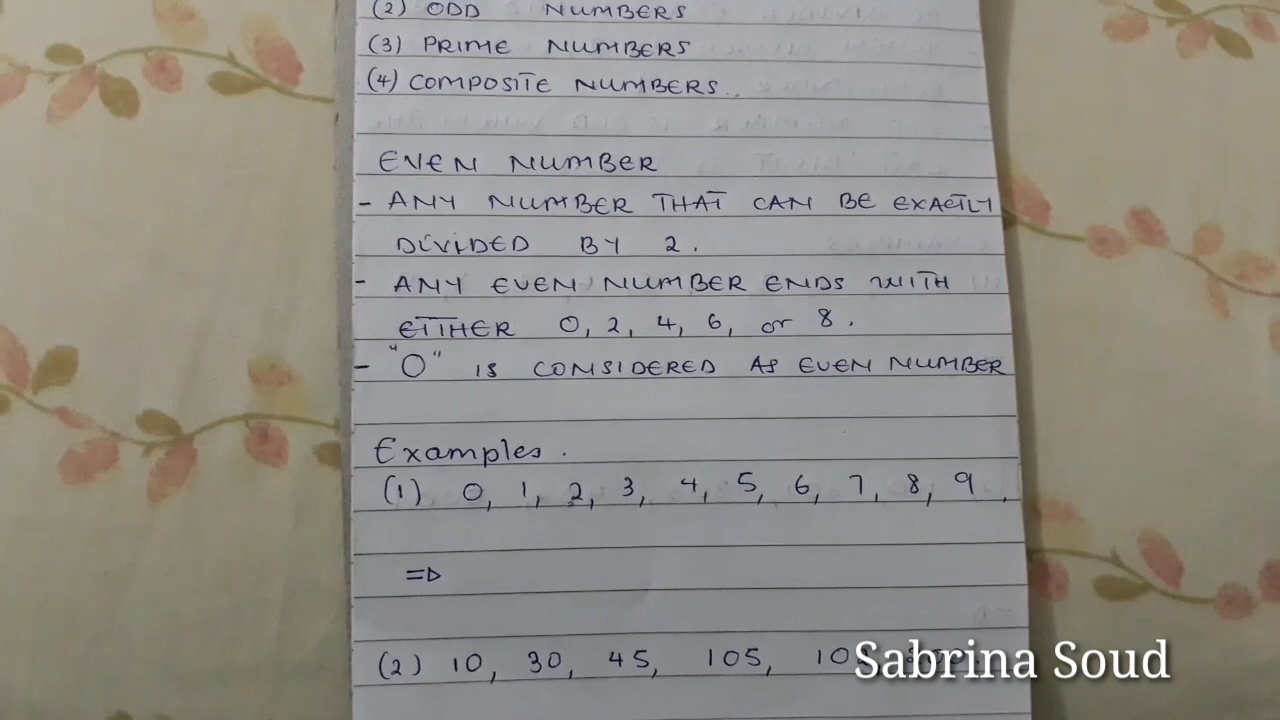 (2) ODD NUMBERS
(3) PRIME NUMBERS
(4) COMPOSITE NUMBERS.
EVEN NUMBER
- ANY NUMBER THAT CAN BE EXACTLY
DIVIDED BY 2.
- ANY EVEN NUMBER ENDS WITH
EITHER 0, 2, 4, 6, or 8.
- "0" IS CONSIDERED AS EVEN NUMBER
Examples.
(1) 0, 1, 2, 3, 4, 5, 6, 7, 8, 9,
⇒
(2) 10, 30, 45, 105,
Sabrina Soud